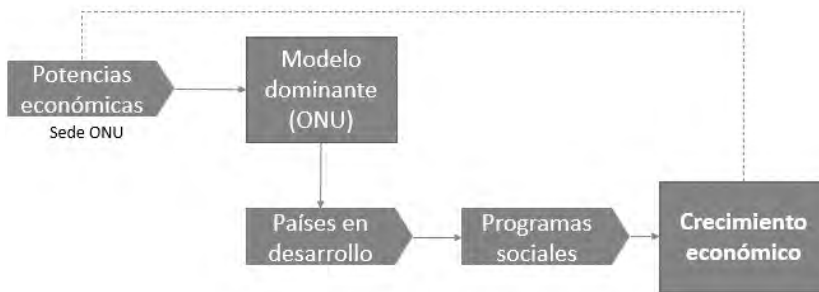 Potencias
económicas
Sede ONU
Modelo
dominante
(ONU)
Países en
desarrollo
Programas
sociales
Crecimiento
económico